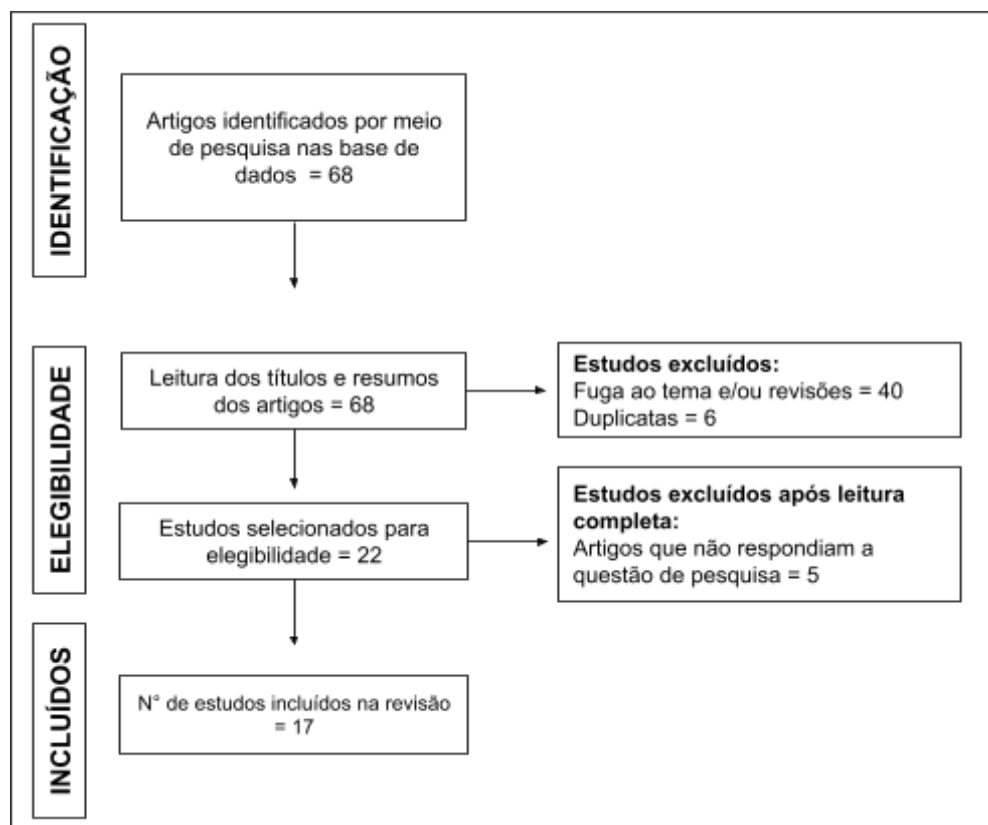 IDENTIFICAÇÃO
Artigos identificados por meio
de pesquisa nas base de
dados = 68
ELEGIBILIDADE
Leitura dos títulos e resumos
dos artigos = 68
Estudos excluídos:
Fuga ao tema e/ou revisões = 40
Duplicatas = 6
Estudos selecionados para
elegibilidade = 22
Estudos excluídos após leitura
completa:
Artigos que não respondiam a
questão de pesquisa = 5
INCLUÍDOS
N° de estudos incluídos na revisão
= 17